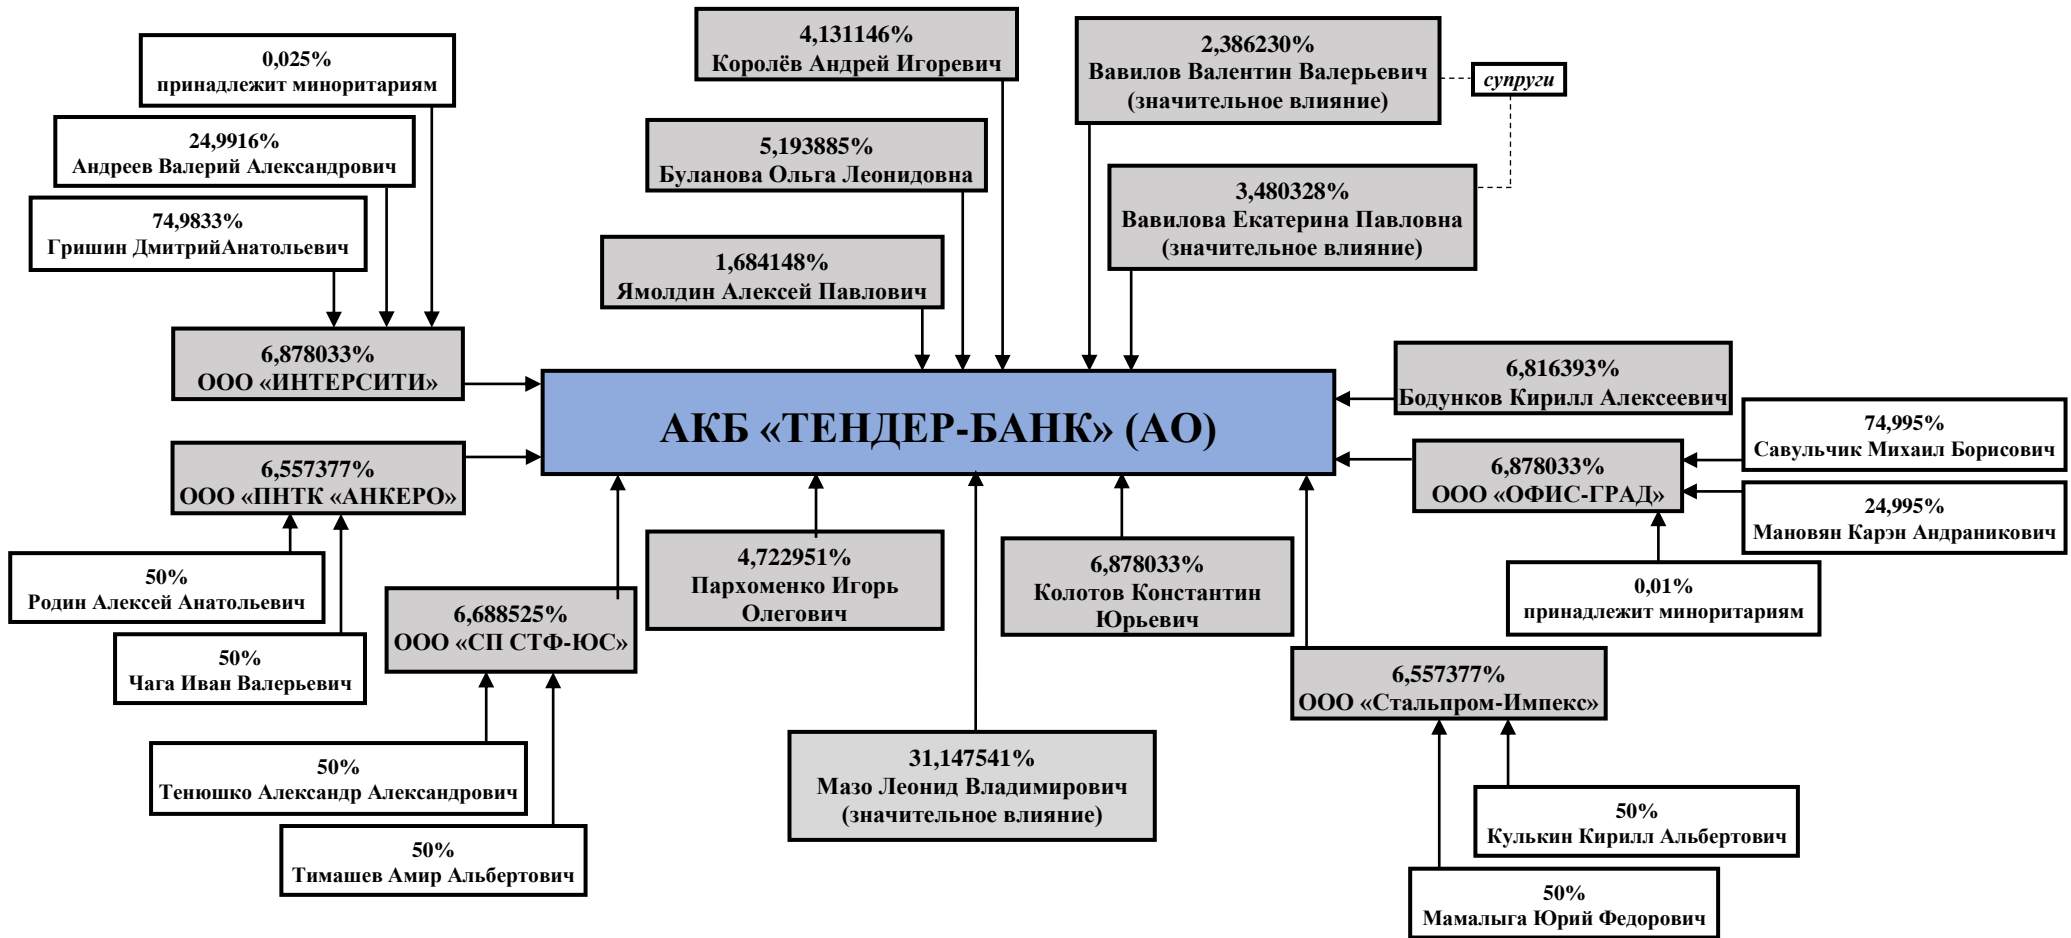 4,131146%
Королёв Андрей Игоревич
2,386230%
Вавилов Валентин Валерьевич
(значительное влияние)
супруги
0,025%
принадлежит миноритариям
24,9916%
Андреев Валерий Александрович
74,9833%
Гришин ДмитрийАнатольевич
5,193885%
Буланова Ольга Леонидовна
3,480328%
Вавилова Екатерина Павловна
(значительное влияние)
1,684148%
Ямолдин Алексей Павлович
6,878033%
ООО «ИНТЕРСИТИ»
АКБ «ТЕНДЕР-БАНК» (АО)
6,816393%
Бодунков Кирилл Алексеевич
74,995%
Савульчик Михаил Борисович
6,557377%
ООО «ПНТК «АНКЕРО»
6,878033%
ООО «ОФИС-ГРАД»
24,995%
Мановян Карэн Андраникович
50%
Родин Алексей Анатольевич
0,01%
принадлежит миноритариям
4,722951%
Пархоменко Игорь
Олегович
6,878033%
Колотов Константин
Юрьевич
6,688525%
ООО «СП СТФ-ЮС»
50%
Чага Иван Валерьевич
6,557377%
ООО «Стальпром-Импекс»
50%
Тенюшко Александр Александрович
31,147541%
Мазо Леонид Владимирович
(значительное влияние)
50%
Кулькин Кирилл Альбертович
50%
Тимашев Амир Альбертович
50%
Мамалыга Юрий Федорович